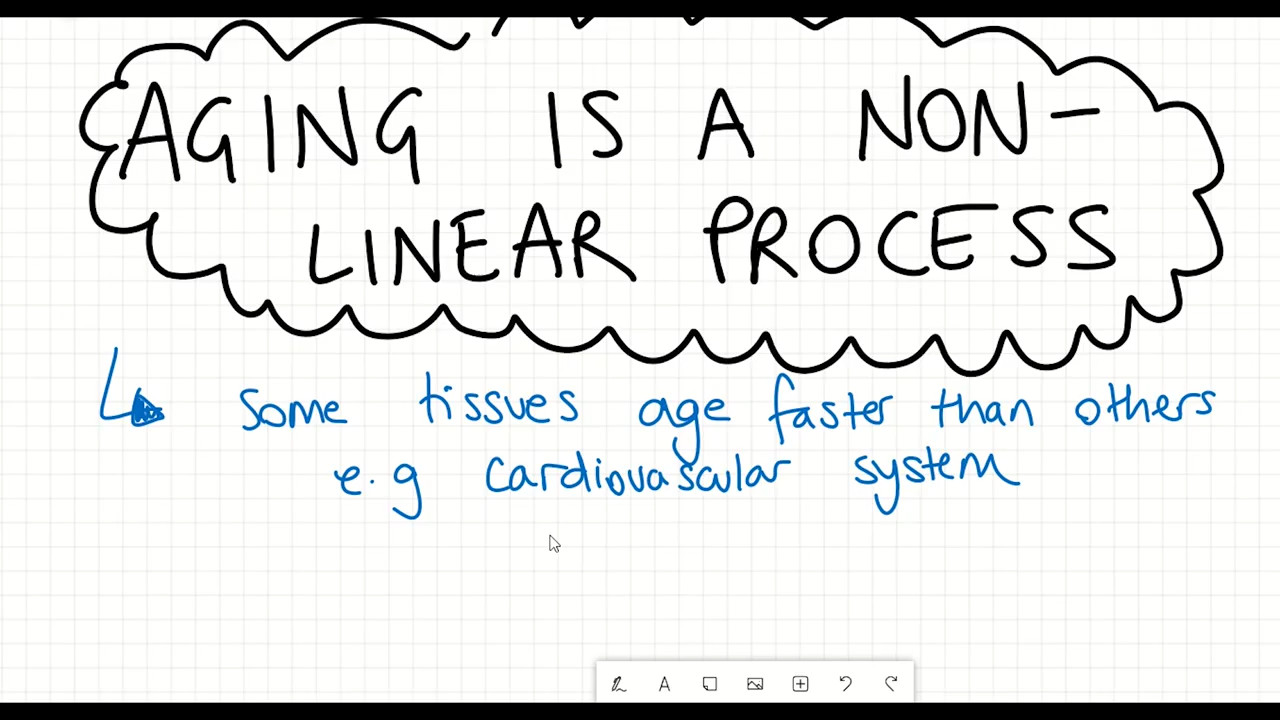 AGING IS A NON-
LINEAR PROCESS
some tissues age faster than others
e.g cardiovascular system
A